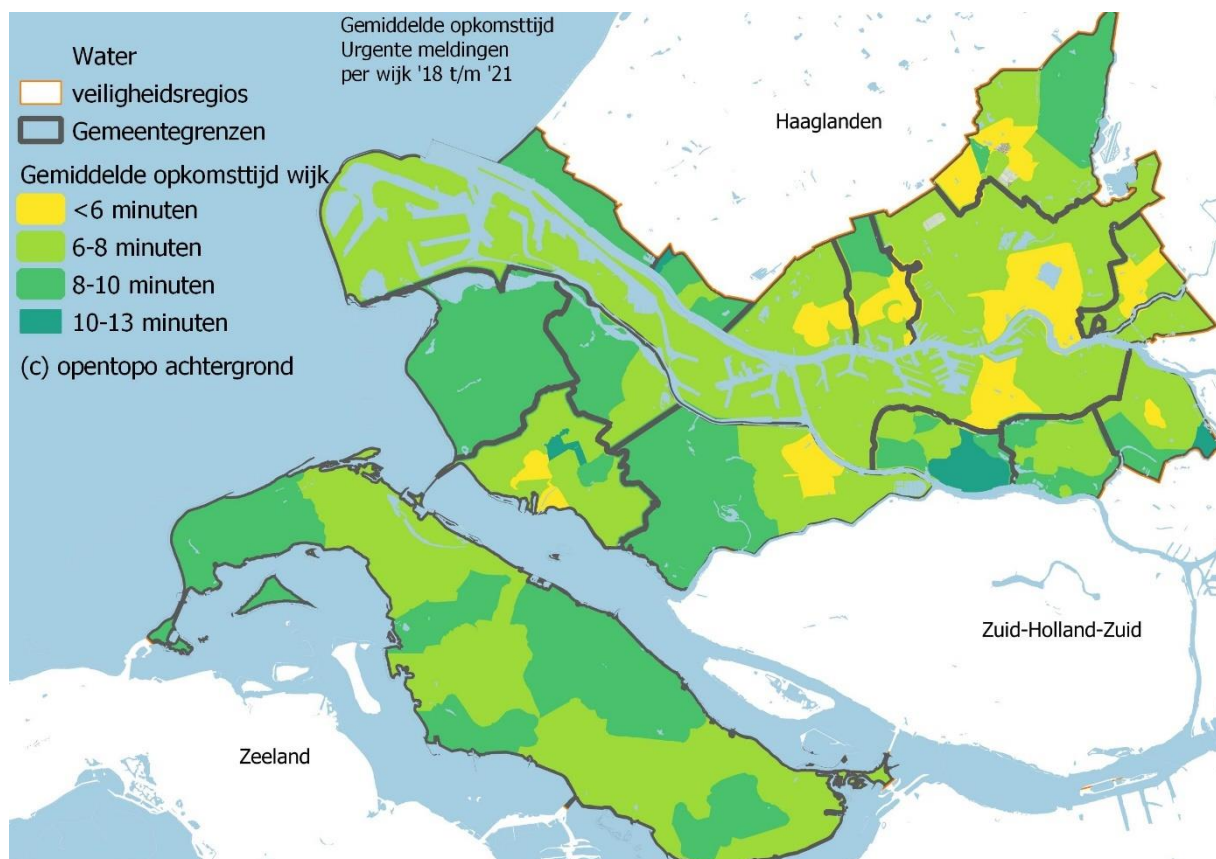 Gemiddelde opkomsttijd
Urgente meldingen
per wijk '18 t/m '21
Water
veiligheidsregios
Gemeentegrenzen
Gemiddelde opkomsttijd wijk
<6 minuten
6-8 minuten
8-10 minuten
10-13 minuten
(c) opentopo achtergrond
Haaglanden
Zuid-Holland-Zuid
Zeeland